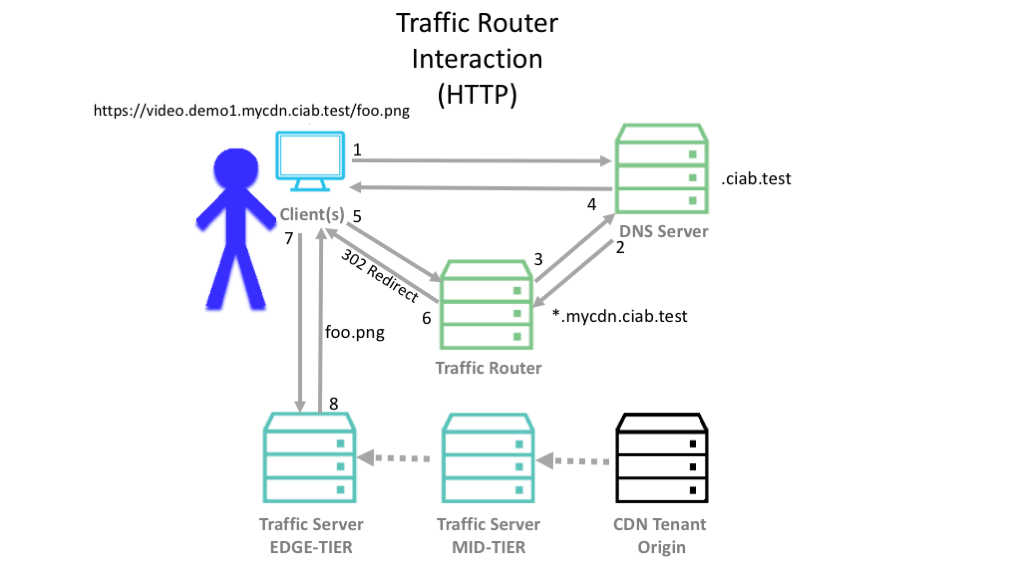 Traffic Router
Interaction
(HTTP)
https://video.demo1.mycdn.ciab.test/foo.png
1
.ciab.test
4
Client(s)
5
DNS Server
7
2
3
302 Redirect
6
*.mycdn.ciab.test
foo.png
Traffic Router
8
Traffic Server
EDGE-TIER
Traffic Server
MID-TIER
CDN Tenant
Origin